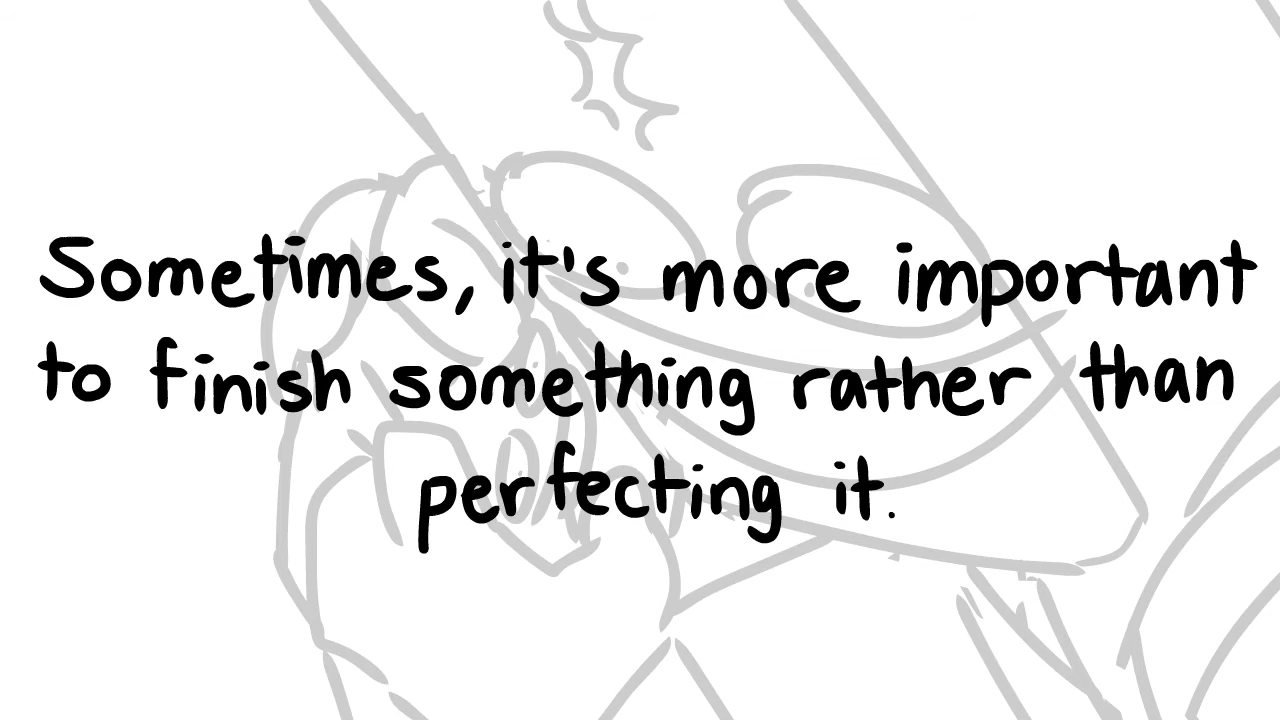 Sometimes, it's more important
to finish something rather than
perfecting it.